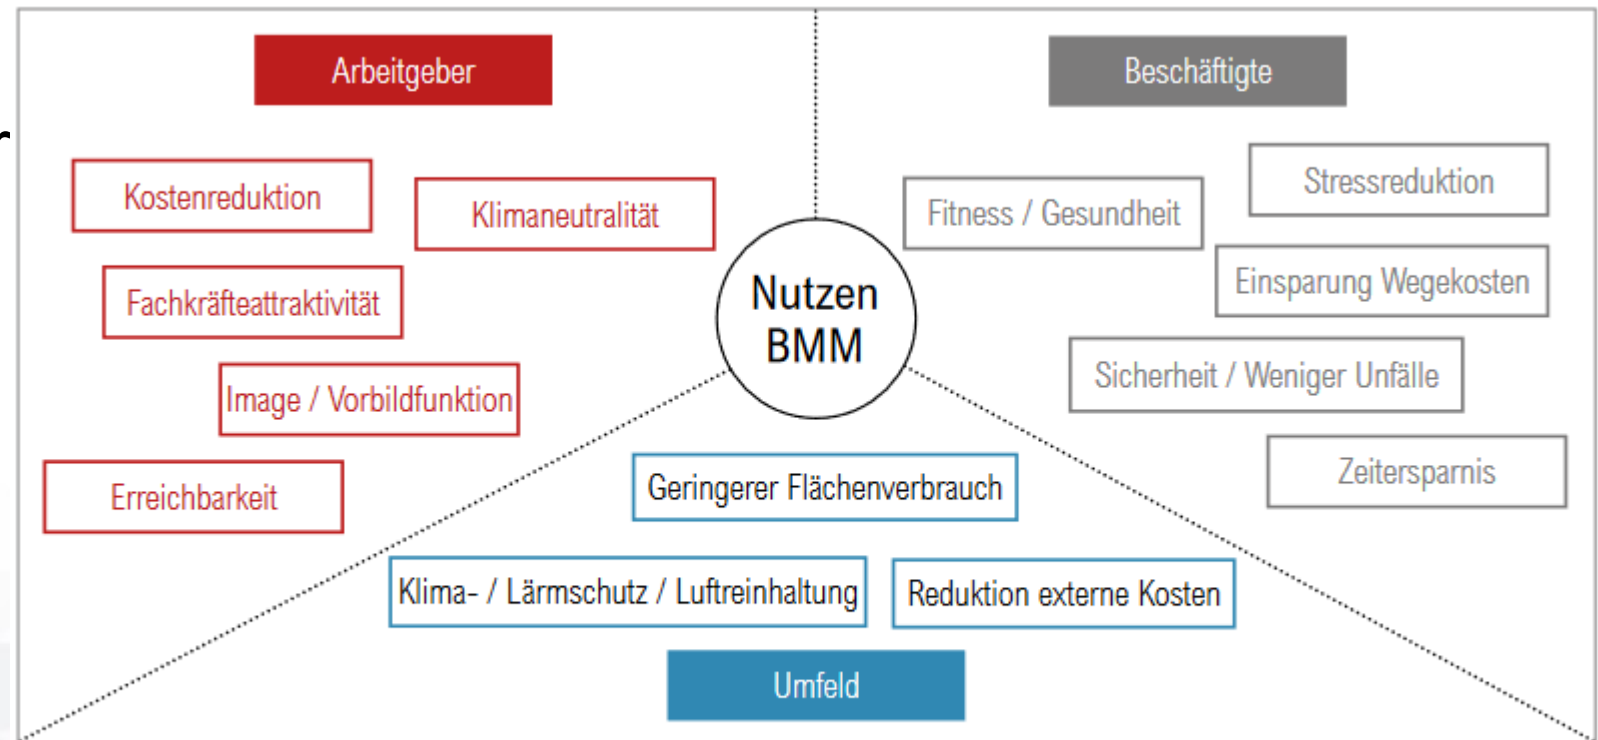 Arbeitgeber
Kostenreduktion
Klimaneutralität
Fachkräfteattraktivität
Image / Vorbildfunktion
Erreichbarkeit
Beschäftigte
Stressreduktion
Fitness / Gesundheit
Einsparung Wegekosten
Sicherheit / Weniger Unfälle
Zeitersparnis
Nutzen
BMM
Geringerer Flächenverbrauch
Klima- / Lärmschutz / Luftreinhaltung
Reduktion externe Kosten
Umfeld